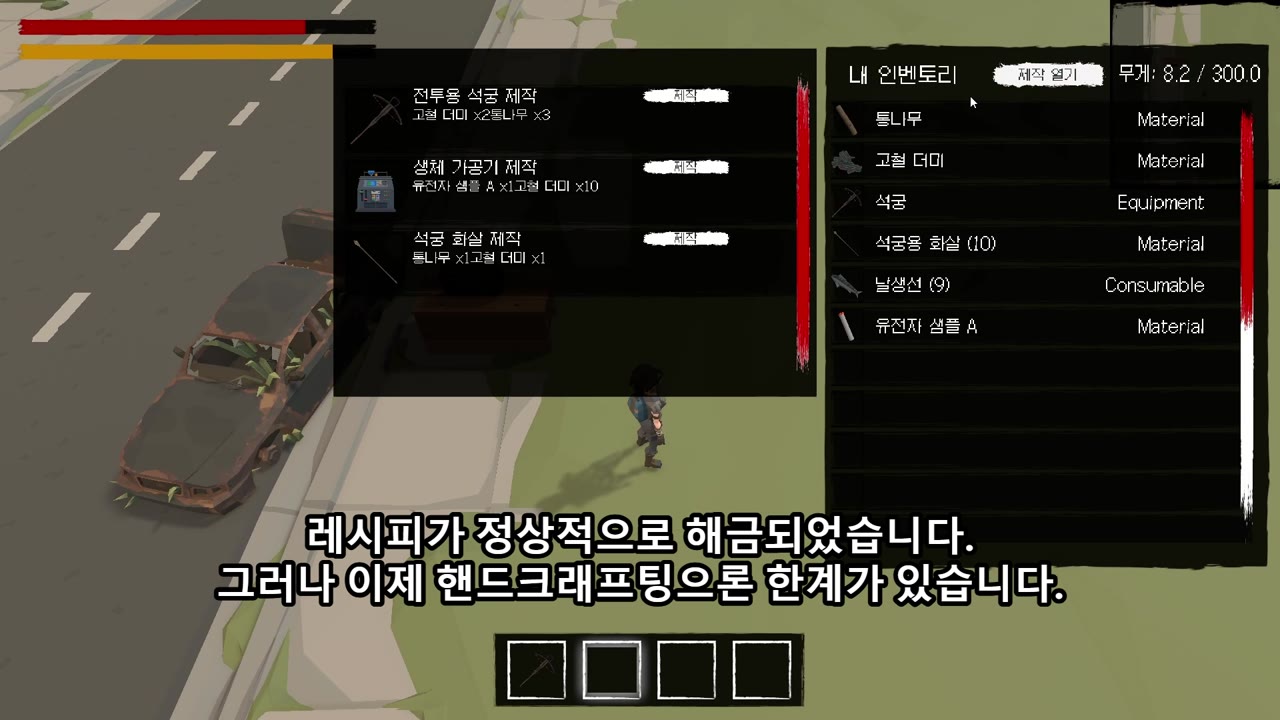 전투용 석궁 제작
고철 더미 x2통나무 x3
제작
생체 가공기 제작
유전자 샘플 A x1고철 더미 x10
제작
석궁 화살 제작
통나무 x1고철 더미 x1
제작
내 인벤토리 제작 열기 무게: 8.2 / 300.0
통나무 Material
고철 더미 Material
석궁 Equipment
석궁용 화살 (10) Material
날생선 (9) Consumable
유전자 샘플 A Material
레시피가 정상적으로 해금되었습니다.
그러나 이제 핸드크래프팅으론 한계가 있습니다.